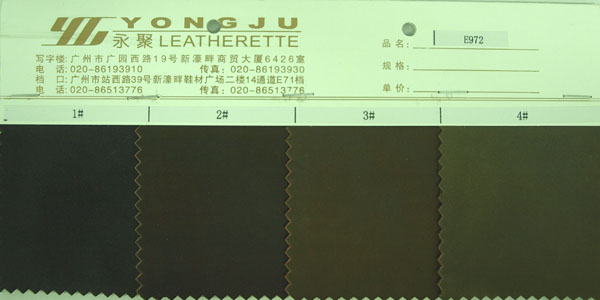 YONGJU
永聚 LEATHERETTE
写字楼: 广州市广园西路19号新濠畔商贸大厦6426室
电 话: 020-86193910 传真: 020-86193930
档 口: 广州市站西路39号新濠畔鞋材广场二楼14通道E71档
电 话: 020-86513776 传真: 020-86513776
品名: E972
规格:
单价:
1# 2# 3# 4#